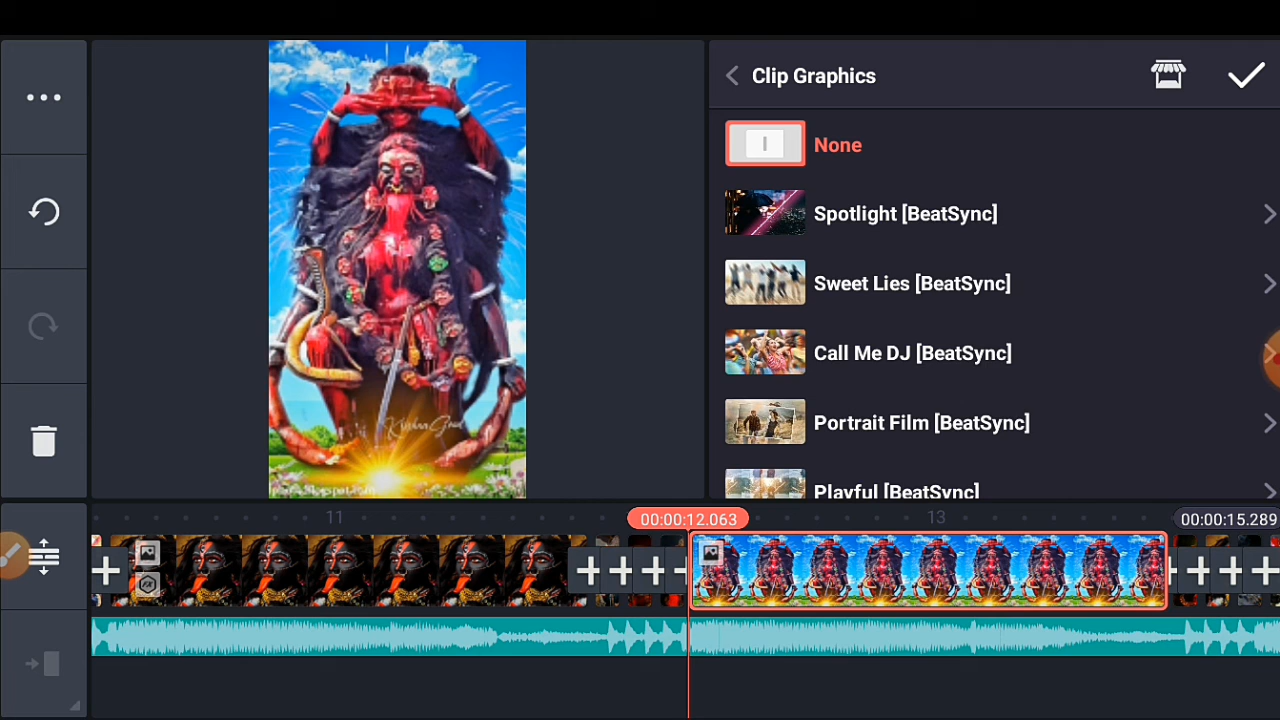 Clip Graphics
None
Spotlight [BeatSync]
Sweet Lies [BeatSync]
Call Me DJ [BeatSync]
Portrait Film [BeatSync]
Playful [BeatSync]
11
00:00:12.063
13
00:00:15.289